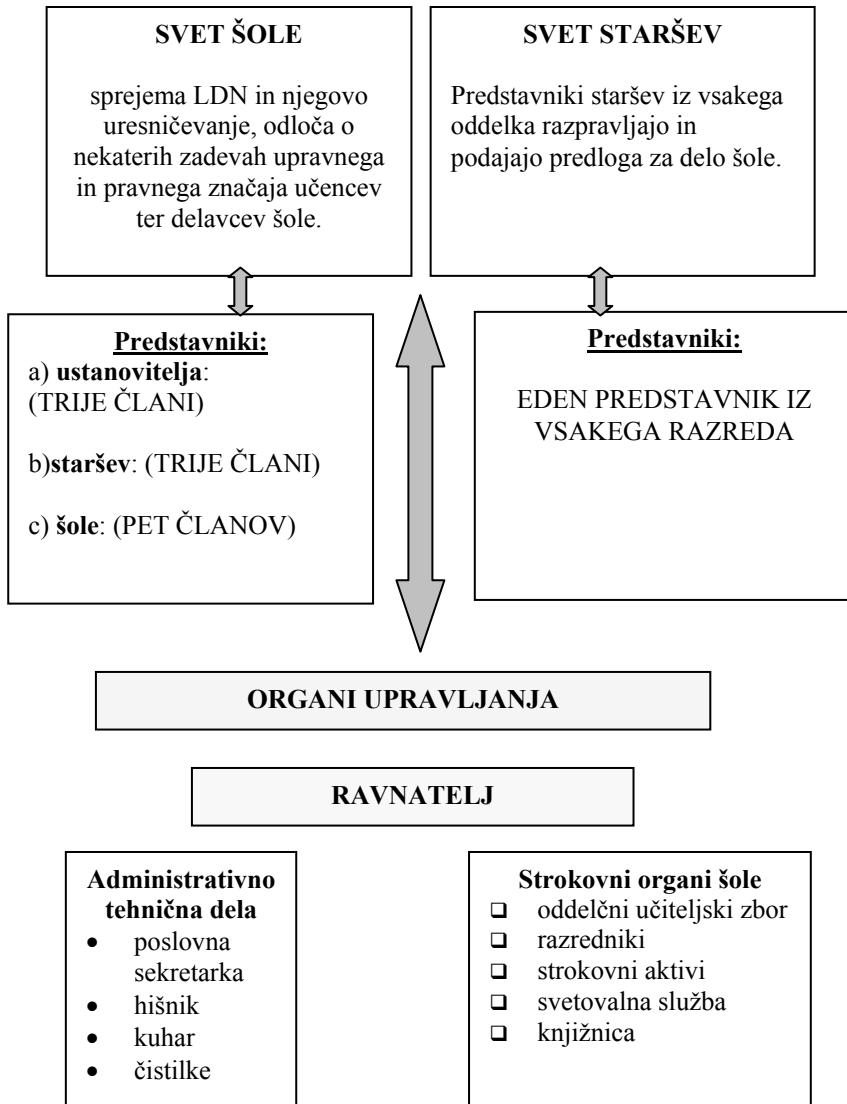 SVET ŠOLE
sprejema LDN in njegovo
uresničevanje, odloča o
nekaterih zadevah upravnega
in pravnega značaja učencev
ter delavcev šole.
SVET STARŠEV
Predstavniki staršev iz vsakega
oddelka razpravljajo in
podajajo predloga za delo šole.
Predstavniki:
a) ustanovitelja:
(TRIJE ČLANI)
b)staršev: (TRIJE ČLANI)
c) šole: (PET ČLANOV)
Predstavniki:
EDEN PREDSTAVNIK IZ
VSAKEGA RAZREDA
ORGANI UPRAVLJANJA
RAVNATELJ
Administrativno
tehnična dela
• poslovna
sekretarka
• hišnik
• kuhar
• čistilke
Strokovni organi šole
❑ oddelčni učiteljski zbor
❑ razredniki
❑ strokovni aktivi
❑ svetovalna služba
❑ knjižnica